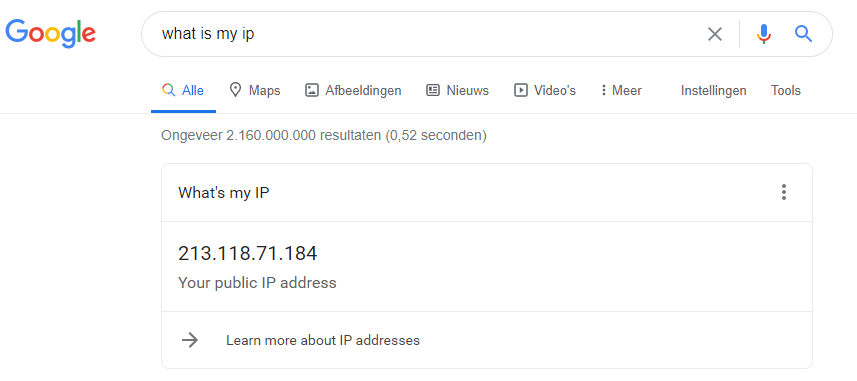 Google what is my ip
Alle Maps Afbeeldingen Nieuws Video's Meer Instellingen Tools
Ongeveer 2.160.000.000 resultaten (0,52 seconden)
What's my IP
213.118.71.184
Your public IP address
Learn more about IP addresses